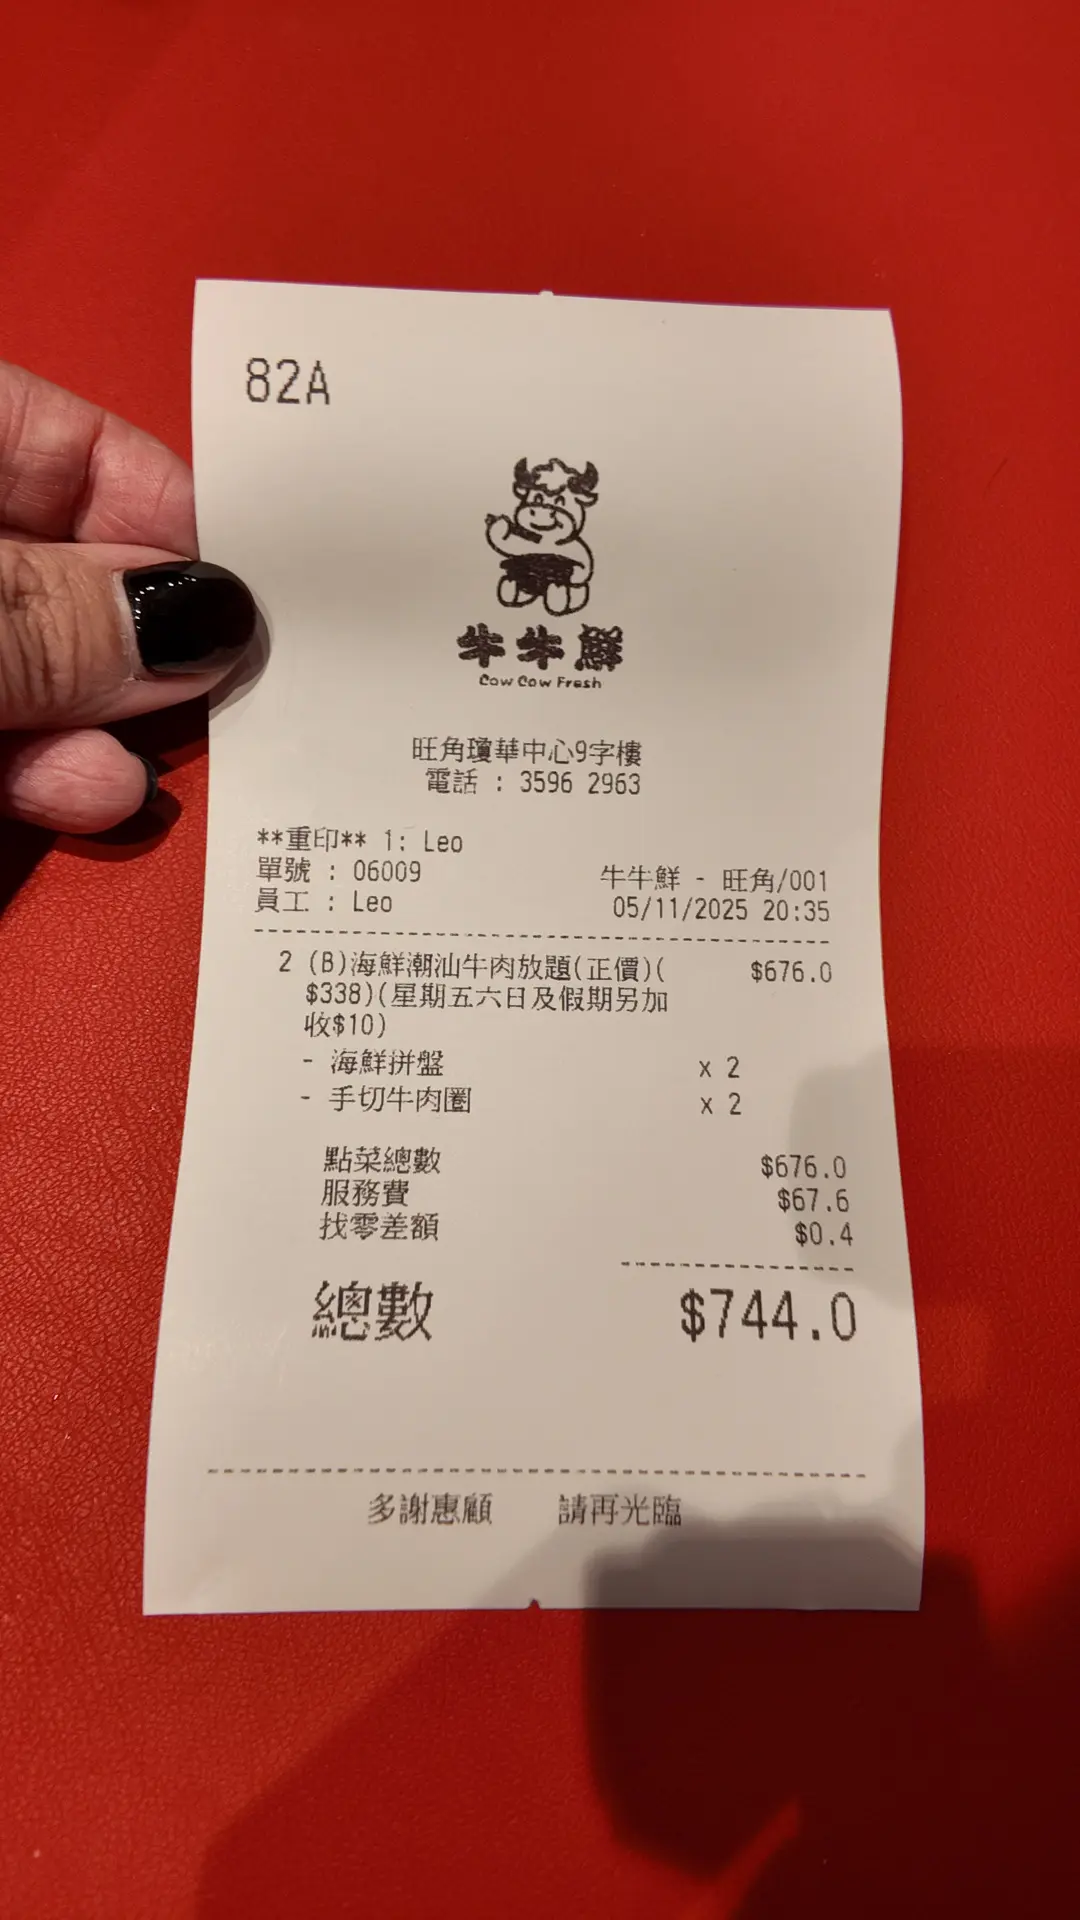 82A
牛牛鮮
Cow Cow Fresh
旺角瓊華中心9字樓
電話 : 3596 2963
**重印** 1: Leo
單號 : 06009
牛牛鮮 - 旺角/001
員工 : Leo
05/11/2025 20:35
2 (B)海鮮潮汕牛肉放題(正價)( $676.0
$338)(星期五六日及假期另加
收$10)
- 海鮮拼盤 x 2
- 手切牛肉圈 x 2
點菜總數 $676.0
服務費 $67.6
找零差額 $0.4
總數 $744.0
多謝惠顧 請再光臨